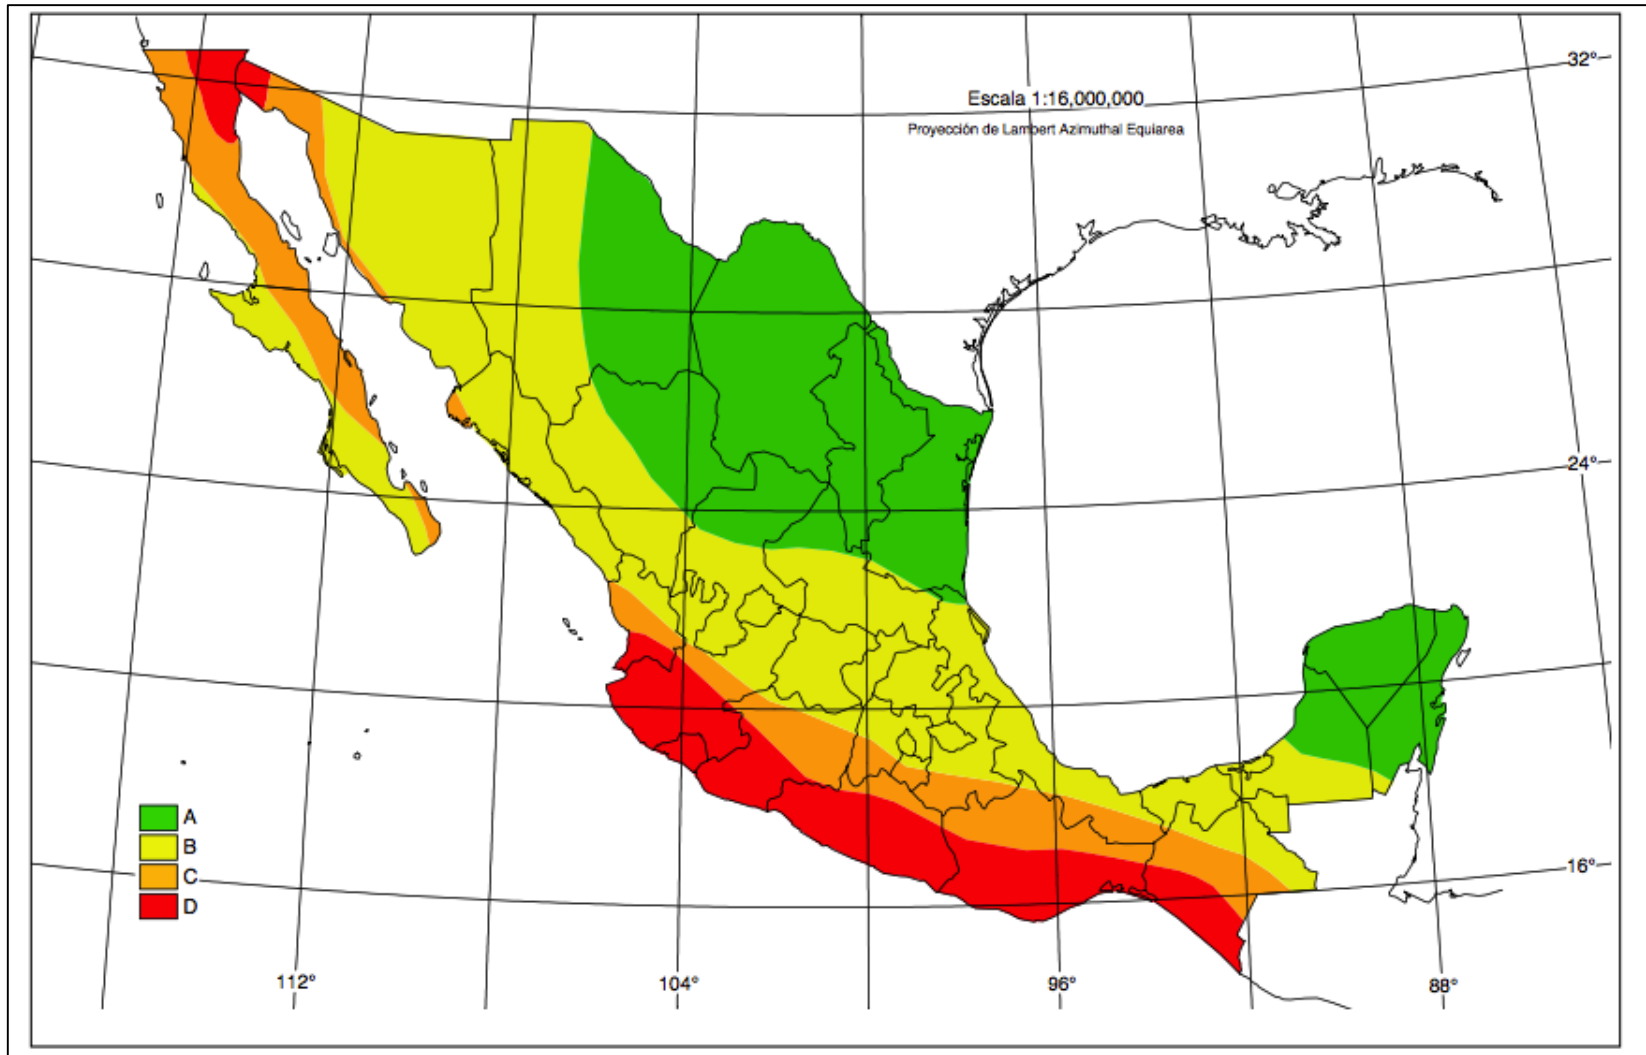 32°
Escala 1:16,000,000
Proyección de Lambert Azimuthal Equiarea
24°
A
B
C
D
16°
112°
104°
96°
88°